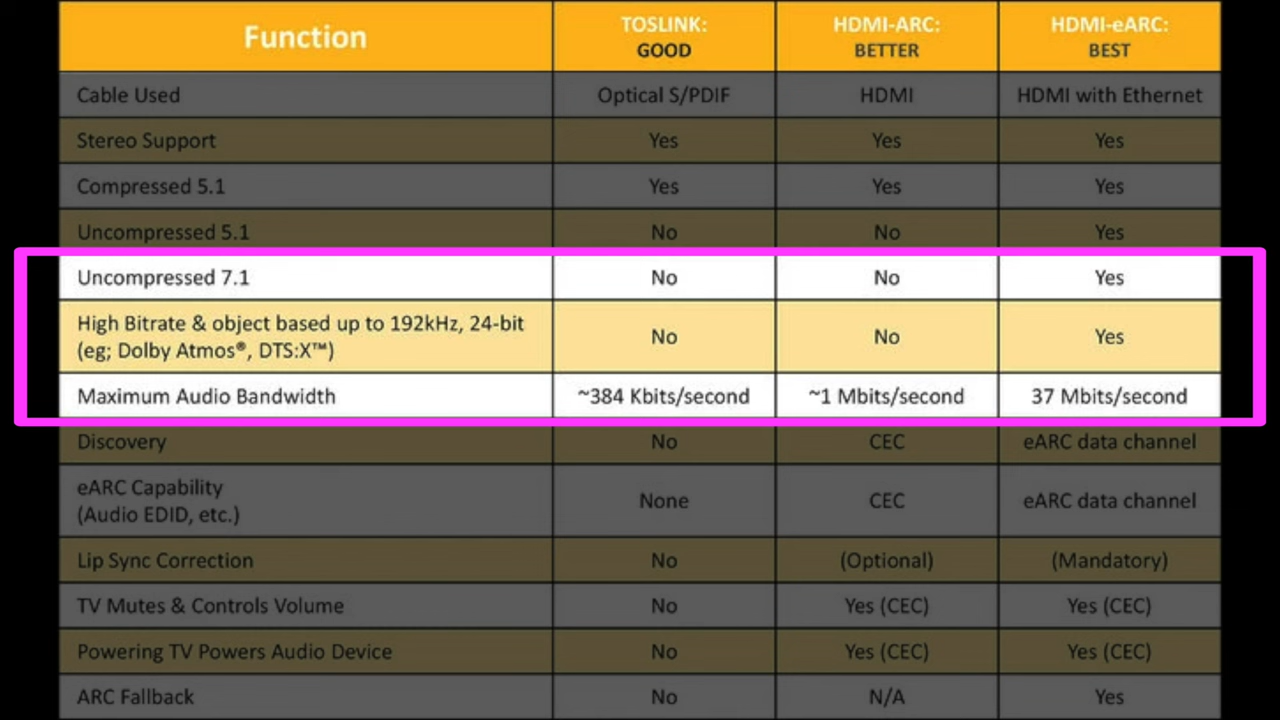 Function TOSLINK: HDMI-ARC: HDMI-eARC:
GOOD BETTER BEST
Cable Used Optical S/PDIF HDMI HDMI with Ethernet
Stereo Support Yes Yes Yes
Compressed 5.1 Yes Yes Yes
Uncompressed 5.1 No No Yes
Uncompressed 7.1 No No Yes
High Bitrate & object based up to 192kHz, 24-bit
(eg; Dolby Atmos®, DTS:X™) No No Yes
Maximum Audio Bandwidth ~384 Kbits/second ~1 Mbits/second 37 Mbits/second
Discovery No CEC eARC data channel
eARC Capability
(Audio EDID, etc.) None CEC eARC data channel
Lip Sync Correction No (Optional) (Mandatory)
TV Mutes & Controls Volume No Yes (CEC) Yes (CEC)
Powering TV Powers Audio Device No Yes (CEC) Yes (CEC)
ARC Fallback No N/A Yes